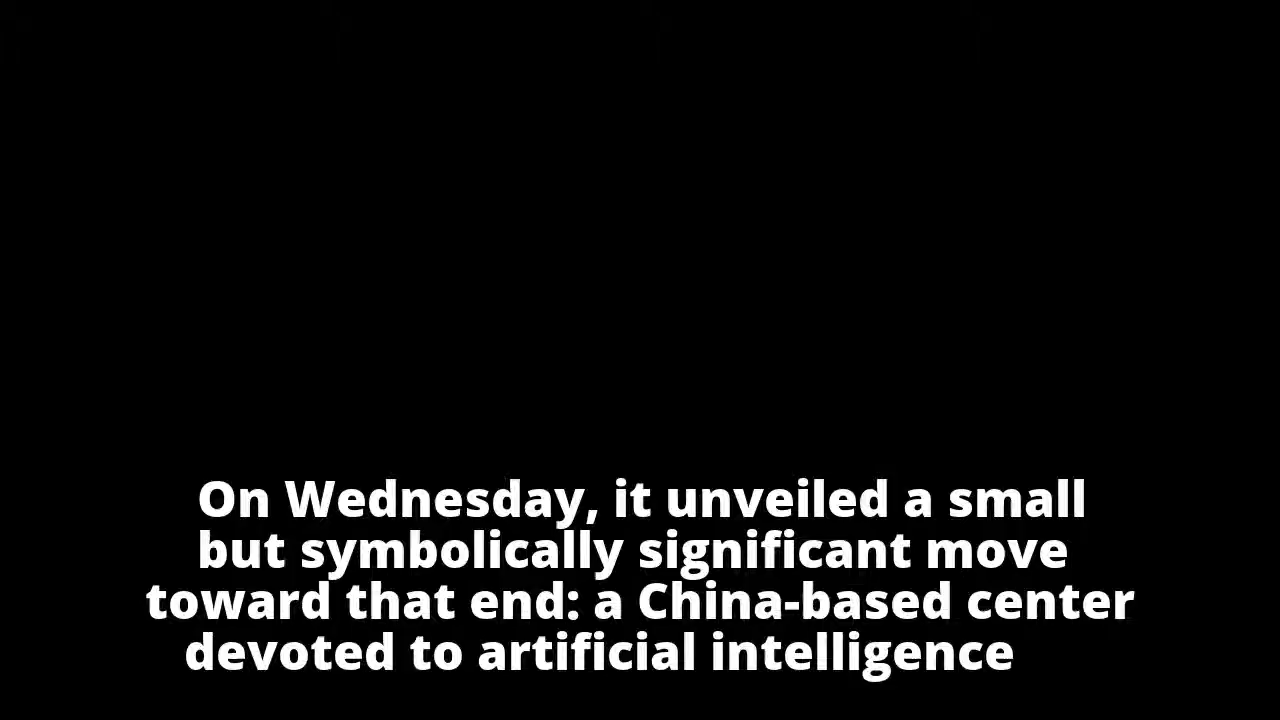 On Wednesday, it unveiled a small
but symbolically significant move
toward that end: a China-based center
devoted to artificial intelligence